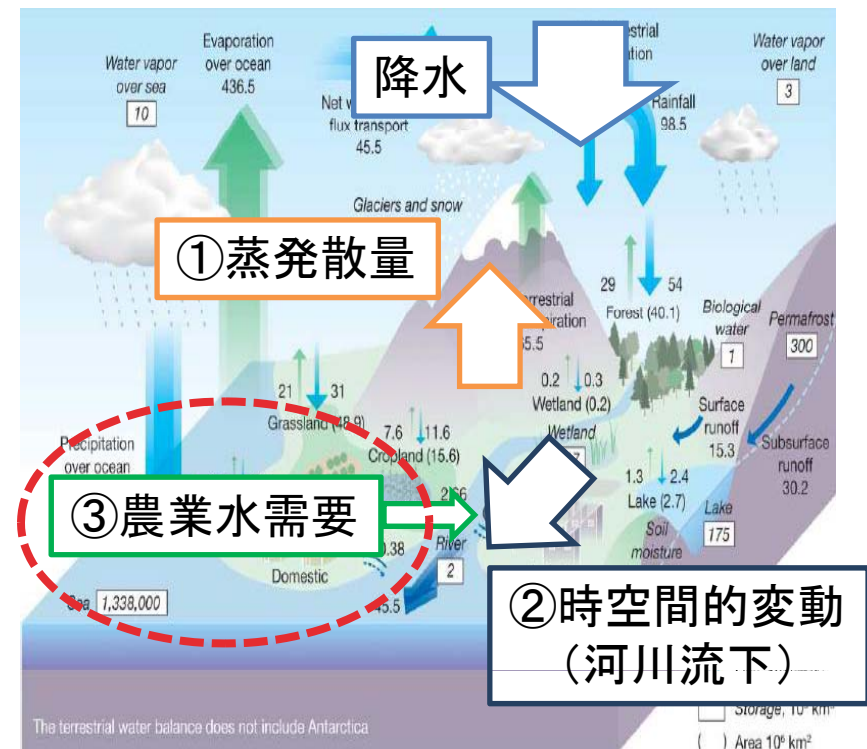 Water vapor
over sea
10
Evaporation
over ocean
436.5
降水
Water vapor
over land
3
flux transport
45.5
Rainfall
98.5
Glaciers and snow
①蒸発散量
29
54
Forest (40.1)
Biological
water
1
Permafrost
300
21
31
Grassland (48.9)
7.6
11.6
Cropland (15.6)
0.2
0.3
Wetland (0.2)
Wetland
Surface
runoff
15.3
Subsurface
runoff
30.2
Precipitation
over ocean
1.3
2.4
Lake (2.7)
Lake
175
Soil
moisture
③農業水需要
River
2
Domestic
Sea
1,338,000
45.5
②時空間的変動
（河川流下）
The terrestrial water balance does not include Antarctica
( ) Area 10⁶ km²